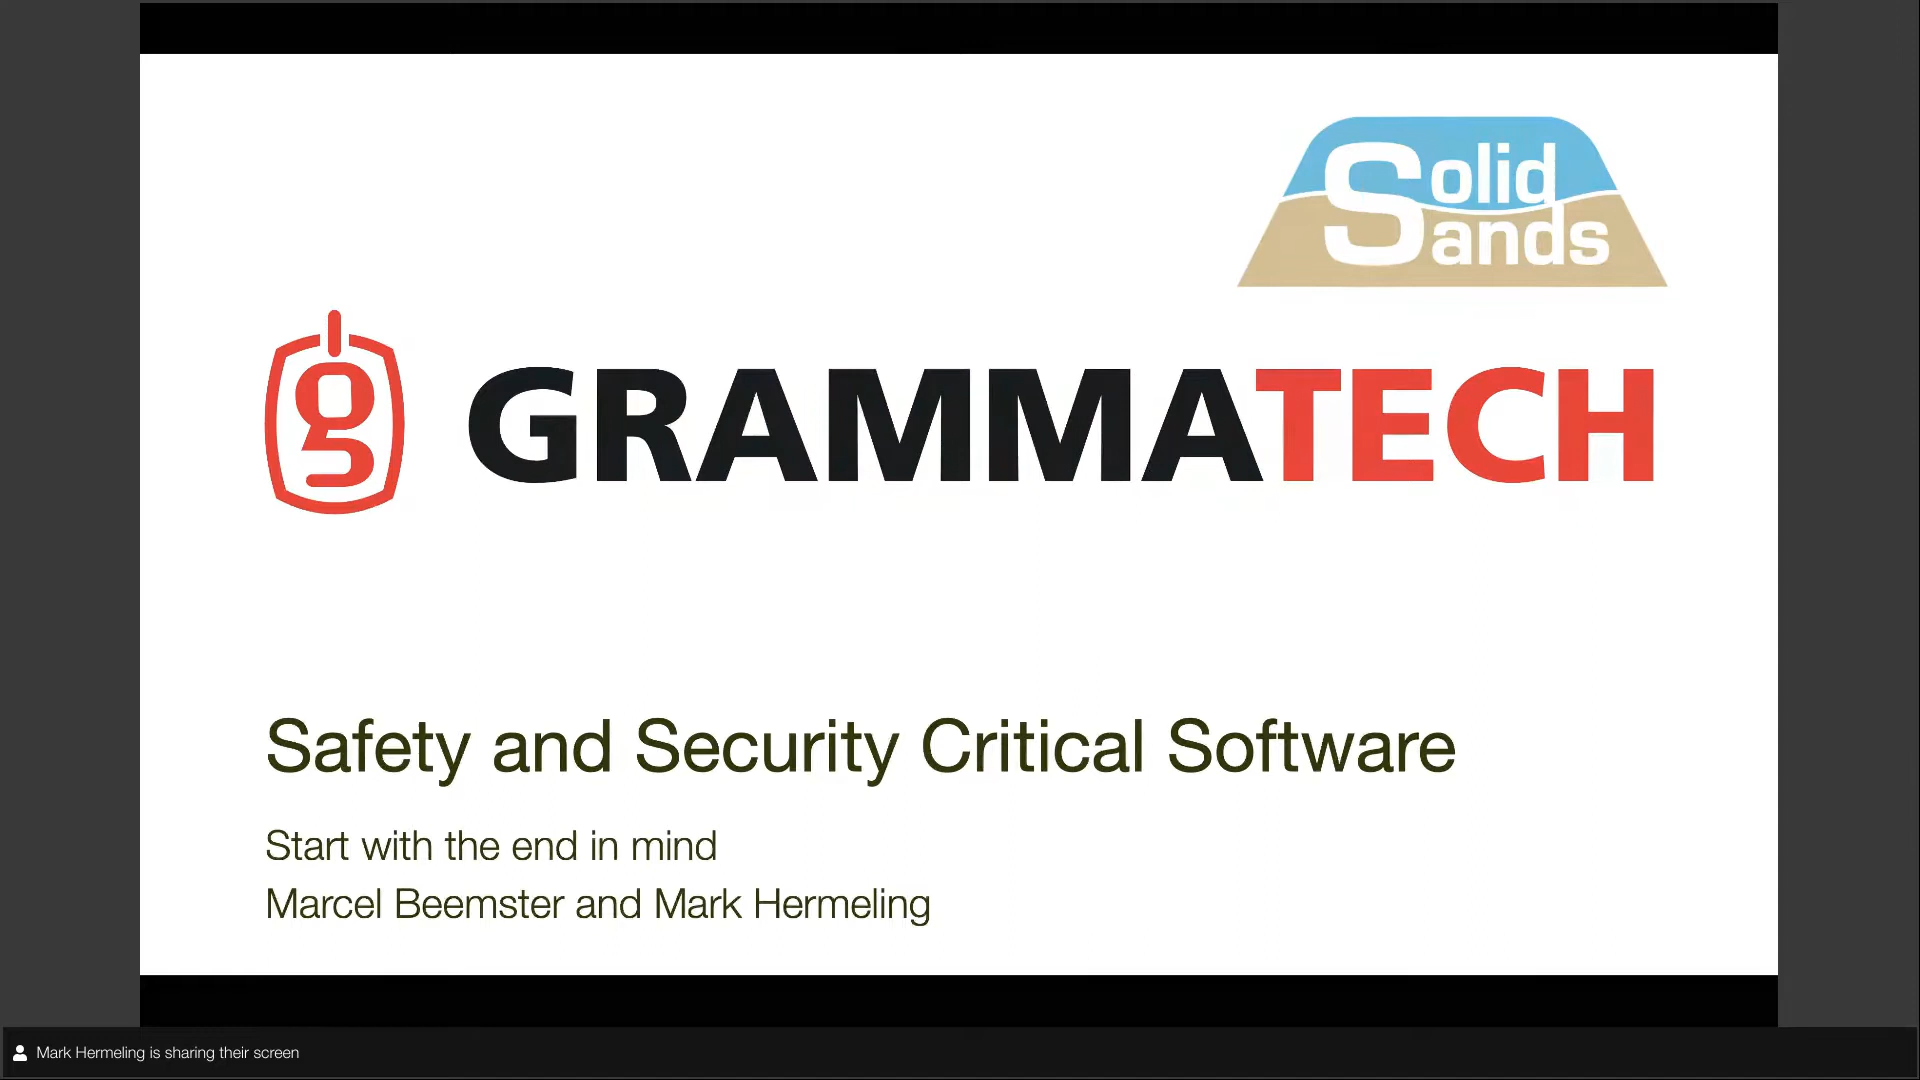 Solid
Sands
g GRAMMATECH
Safety and Security Critical Software
Start with the end in mind
Marcel Beemster and Mark Hermeling
Mark Hermeling is sharing their screen